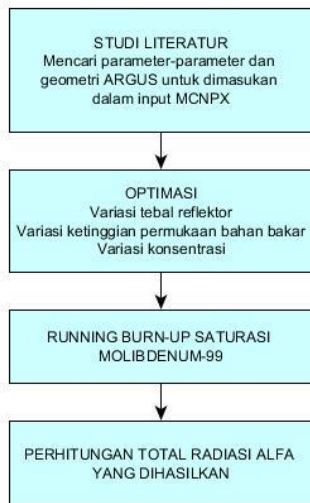 STUDI LITERATUR
Mencari parameter-parameter dan
geometri ARGUS untuk dimasukan
dalam input MCNPX
OPTIMASI
Variasi tebal reflektor
Variasi ketinggian permukaan bahan bakar
Variasi konsentrasi
RUNNING BURN-UP SATURASI
MOLIBDENUM-99
PERHITUNGAN TOTAL RADIASI ALFA
YANG DIHASILKAN